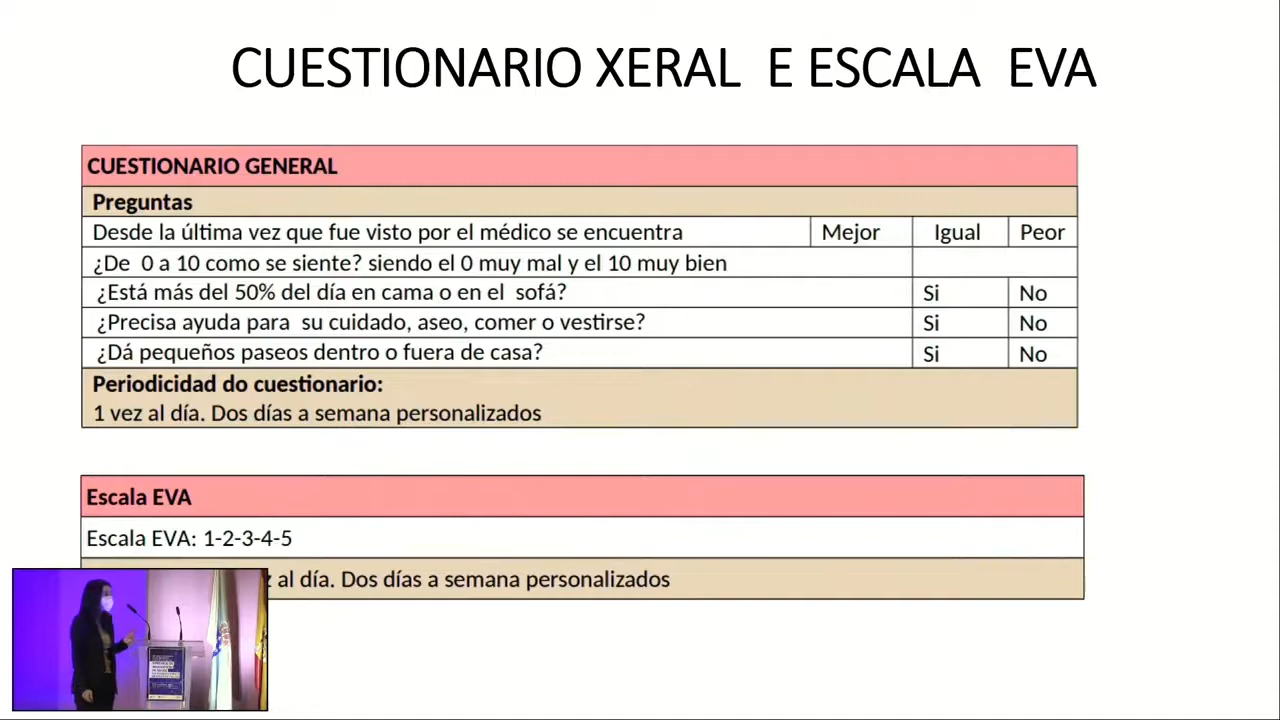 CUESTIONARIO XERAL E ESCALA EVA
CUESTIONARIO GENERAL
Preguntas
Desde la última vez que fue visto por el médico se encuentra Mejor Igual Peor
¿De 0 a 10 como se siente? siendo el 0 muy mal y el 10 muy bien
¿Está más del 50% del día en cama o en el sofá? Si No
¿Precisa ayuda para su cuidado, aseo, comer o vestirse? Si No
¿Dá pequeños paseos dentro o fuera de casa? Si No
Periodicidad do cuestionario:
1 vez al día. Dos días a semana personalizados
Escala EVA
Escala EVA: 1-2-3-4-5
al día. Dos días a semana personalizados